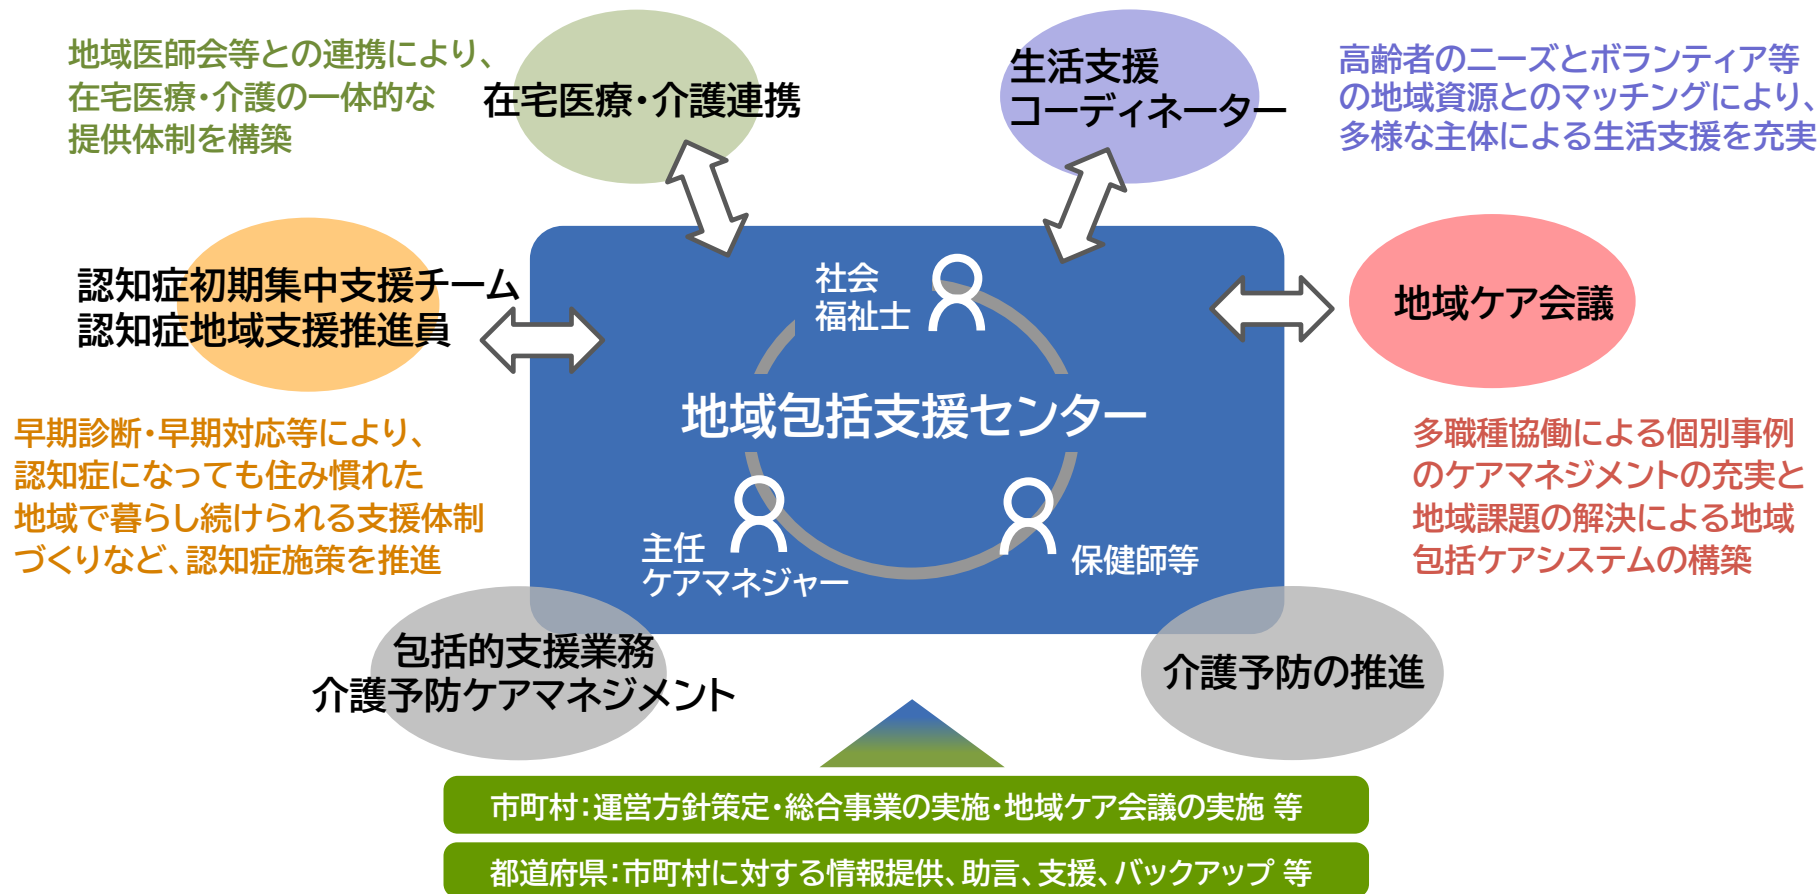 地域医師会等との連携により、
在宅医療・介護の一体的な
提供体制を構築
在宅医療・介護連携
生活支援
コーディネーター
高齢者のニーズとボランティア等
の地域資源とのマッチングにより、
多様な主体による生活支援を充実
認知症初期集中支援チーム
認知症地域支援推進員
社会
福祉士
地域ケア会議
地域包括支援センター
早期診断・早期対応等により、
認知症になっても住み慣れた
地域で暮らし続けられる支援体制
づくりなど、認知症施策を推進
主任
ケアマネジャー
保健師等
多職種協働による個別事例
のケアマネジメントの充実と
地域課題の解決による地域
包括ケアシステムの構築
包括的支援業務
介護予防ケアマネジメント
介護予防の推進
市町村：運営方針策定・総合事業の実施・地域ケア会議の実施 等
都道府県：市町村に対する情報提供、助言、支援、バックアップ 等